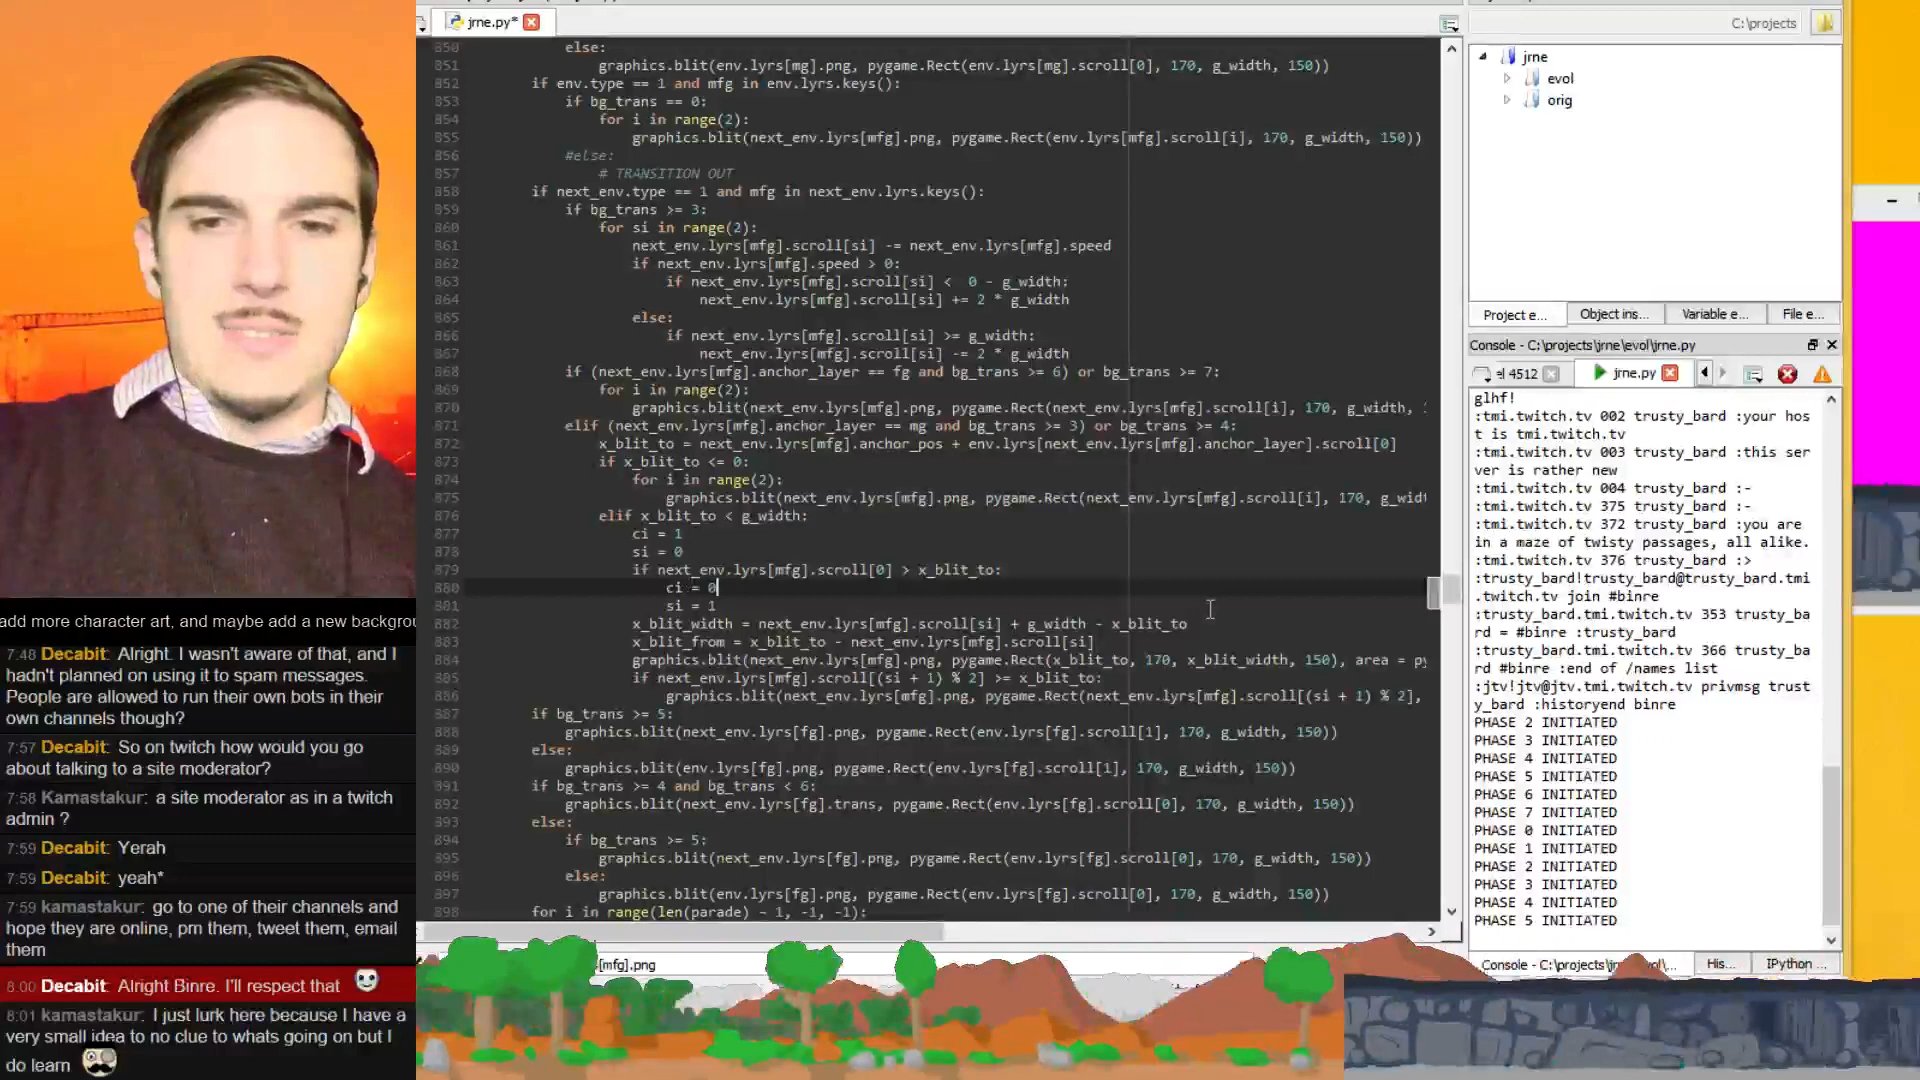 jrne.py*
850 else:
851 graphics.blit(env.lyrs[mg].png, pygame.Rect(env.lyrs[mg].scroll[0], 170, g_width, 150))
852 if env.type == 1 and mfg in env.lyrs.keys():
853 if bg_trans == 0:
854 for i in range(2):
855 graphics.blit(next_env.lyrs[mfg].png, pygame.Rect(env.lyrs[mfg].scroll[i], 170, g_width, 150))
856 #else:
857 # TRANSITION OUT
858 if next_env.type == 1 and mfg in next_env.lyrs.keys():
859 if bg_trans >= 3:
860 for si in range(2):
861 next_env.lyrs[mfg].scroll[si] -= next_env.lyrs[mfg].speed
862 if next_env.lyrs[mfg].speed > 0:
863 if next_env.lyrs[mfg].scroll[si] < 0 - g_width:
864 next_env.lyrs[mfg].scroll[si] += 2 * g_width
865 else:
866 if next_env.lyrs[mfg].scroll[si] >= g_width:
867 next_env.lyrs[mfg].scroll[si] -= 2 * g_width
868 if (next_env.lyrs[mfg].anchor_layer == fg and bg_trans >= 6) or bg_trans >= 7:
869 for i in range(2):
870 graphics.blit(next_env.lyrs[mfg].png, pygame.Rect(next_env.lyrs[mfg].scroll[i], 170, g_width,
871 elif (next_env.lyrs[mfg].anchor_layer == mg and bg_trans >= 3) or bg_trans >= 4:
872 x_blit_to = next_env.lyrs[mfg].anchor_pos + env.lyrs[next_env.lyrs[mfg].anchor_layer].scroll[0]
873 if x_blit_to <= 0:
874 for i in range(2):
875 graphics.blit(next_env.lyrs[mfg].png, pygame.Rect(next_env.lyrs[mfg].scroll[i], 170, g_widt
876 elif x_blit_to < g_width:
877 ci = 1
878 si = 0
879 if next_env.lyrs[mfg].scroll[0] > x_blit_to:
880 ci = 0
881 si = 1
882 x_blit_width = next_env.lyrs[mfg].scroll[si] + g_width - x_blit_to
883 x_blit_from = x_blit_to - next_env.lyrs[mfg].scroll[si]
884 graphics.blit(next_env.lyrs[mfg].png, pygame.Rect(x_blit_to, 170, x_blit_width, 150), area = py
885 if next_env.lyrs[mfg].scroll[(si + 1) % 2] >= x_blit_to:
886 graphics.blit(next_env.lyrs[mfg].png, pygame.Rect(next_env.lyrs[mfg].scroll[(si + 1) % 2],
887 if bg_trans >= 5:
888 graphics.blit(next_env.lyrs[fg].png, pygame.Rect(env.lyrs[fg].scroll[1], 170, g_width, 150))
889 else:
890 graphics.blit(env.lyrs[fg].png, pygame.Rect(env.lyrs[fg].scroll[1], 170, g_width, 150))
891 if bg_trans >= 4 and bg_trans < 6:
892 graphics.blit(next_env.lyrs[fg].trans, pygame.Rect(env.lyrs[fg].scroll[0], 170, g_width, 150))
893 else:
894 if bg_trans >= 5:
895 graphics.blit(next_env.lyrs[fg].png, pygame.Rect(env.lyrs[fg].scroll[0], 170, g_width, 150))
896 else:
897 graphics.blit(env.lyrs[fg].png, pygame.Rect(env.lyrs[fg].scroll[0], 170, g_width, 150))
898 for i in range(len(parade) - 1, -1, -1):
[mfg].png
add more character art, and maybe add a new backgrou
7:48 Decabit: Alright. I wasn't aware of that, and I
hadn't planned on using it to spam messages.
People are allowed to run their own bots in their
own channels though?
7:57 Decabit: So on twitch how would you go
about talking to a site moderator?
7:58 Kamastakur: a site moderator as in a twitch
admin ?
7:59 Decabit: Yerah
7:59 Decabit: yeah*
7:59 kamastakur: go to one of their channels and
hope they are online, pm them, tweet them, email
them
8:00 Decabit: Alright Binre. I'll respect that
8:01 kamastakur: I just lurk here because I have a
very small idea to no clue to whats going on but I
do learn
C:\projects
jrne
evol
orig
Project e...
Object ins...
Variable e...
File e...
Console - C:\projects\jrne\evol\jrne.py
el 4512
jrne.py
glhf!
:tmi.twitch.tv 002 trusty_bard :your hos
t is tmi.twitch.tv
:tmi.twitch.tv 003 trusty_bard :this ser
ver is rather new
:tmi.twitch.tv 004 trusty_bard :-
:tmi.twitch.tv 375 trusty_bard :-
:tmi.twitch.tv 372 trusty_bard :you are
in a maze of twisty passages, all alike.
:tmi.twitch.tv 376 trusty_bard :>
:trusty_bard!trusty_bard@trusty_bard.tmi
.twitch.tv join #binre
:trusty_bard.tmi.twitch.tv 353 trusty_ba
rd = #binre :trusty_bard
:trusty_bard.tmi.twitch.tv 366 trusty_ba
rd #binre :end of /names list
:jtv!jtv@jtv.tmi.twitch.tv privmsg trust
y_bard :historyend binre
PHASE 2 INITIATED
PHASE 3 INITIATED
PHASE 4 INITIATED
PHASE 5 INITIATED
PHASE 6 INITIATED
PHASE 7 INITIATED
PHASE 0 INITIATED
PHASE 1 INITIATED
PHASE 2 INITIATED
PHASE 3 INITIATED
PHASE 4 INITIATED
PHASE 5 INITIATED
Console - C:\projects\jrne\evol\...
His...
IPython ...